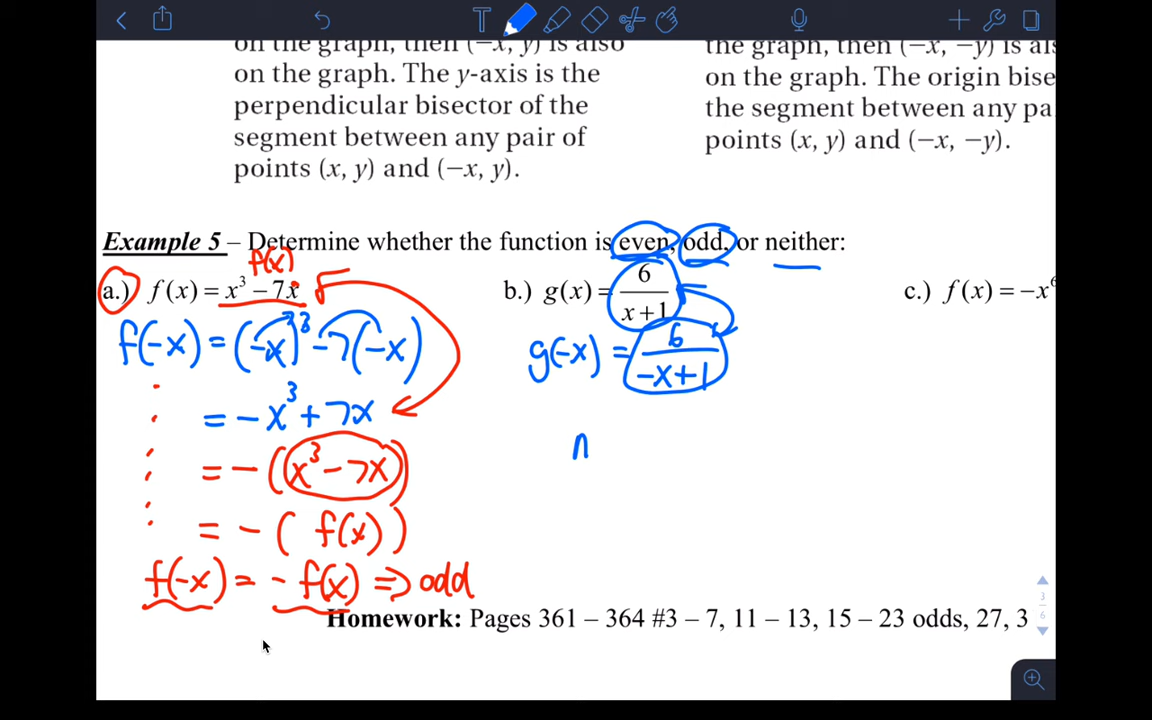 on the graph, then (−x, y) is also
on the graph. The y-axis is the
perpendicular bisector of the
segment between any pair of
points (x, y) and (−x, y).
the graph, then (−x, −y) is als
on the graph. The origin bise
the segment between any pa
points (x, y) and (−x, −y).
Example 5 – Determine whether the function is even, odd, or neither:
f(x)
a.) f(x) = x³ − 7x
f(-x) = (-x)³ - 7(-x)
= -x³ + 7x
= -(x³ - 7x)
= -( f(x))
f(-x) = - f(x) => odd
b.) g(x) = 6/(x+1)
g(-x) = 6/(-x+1)
n
c.) f(x) = −x⁶
Homework: Pages 361 – 364 #3 – 7, 11 – 13, 15 – 23 odds, 27, 3
T
3
6